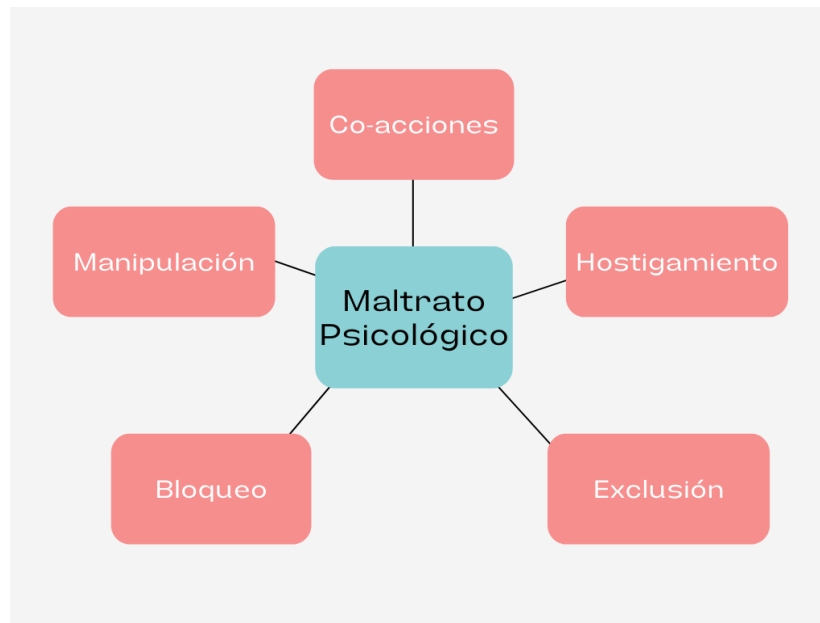 Co-acciones
Manipulación
Hostigamiento
Maltrato
Psicológico
Bloqueo
Exclusión